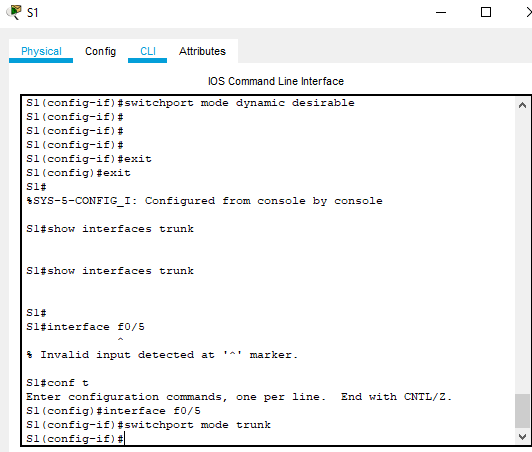 S1
Physical Config CLI Attributes
IOS Command Line Interface
S1(config-if)#switchport mode dynamic desirable
S1(config-if)#
S1(config-if)#
S1(config-if)#
S1(config-if)#exit
S1(config)#exit
S1#
%SYS-5-CONFIG_I: Configured from console by console
S1#show interfaces trunk
S1#show interfaces trunk
S1#
S1#interface f0/5
^
% Invalid input detected at '^' marker.
S1#conf t
Enter configuration commands, one per line.  End with CNTL/Z.
S1(config)#interface f0/5
S1(config-if)#switchport mode trunk
S1(config-if)#